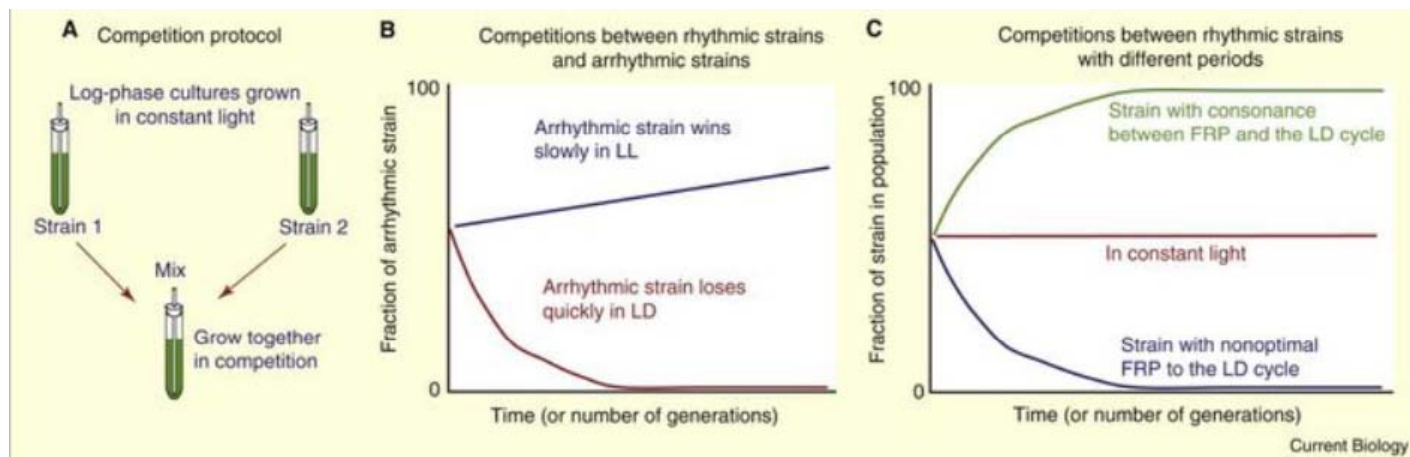 A Competition protocol
Log-phase cultures grown
in constant light
Strain 1
Strain 2
Mix
Grow together
in competition
B Competitions between rhythmic strains
and arrhythmic strains
Fraction of arrhythmic strain
100
0
Arrhythmic strain wins
slowly in LL
Arrhythmic strain loses
quickly in LD
Time (or number of generations)
C Competitions between rhythmic strains
with different periods
Fraction of strain in population
100
0
Strain with consonance
between FRP and the LD cycle
In constant light
Strain with nonoptimal
FRP to the LD cycle
Time (or number of generations)
Current Biology